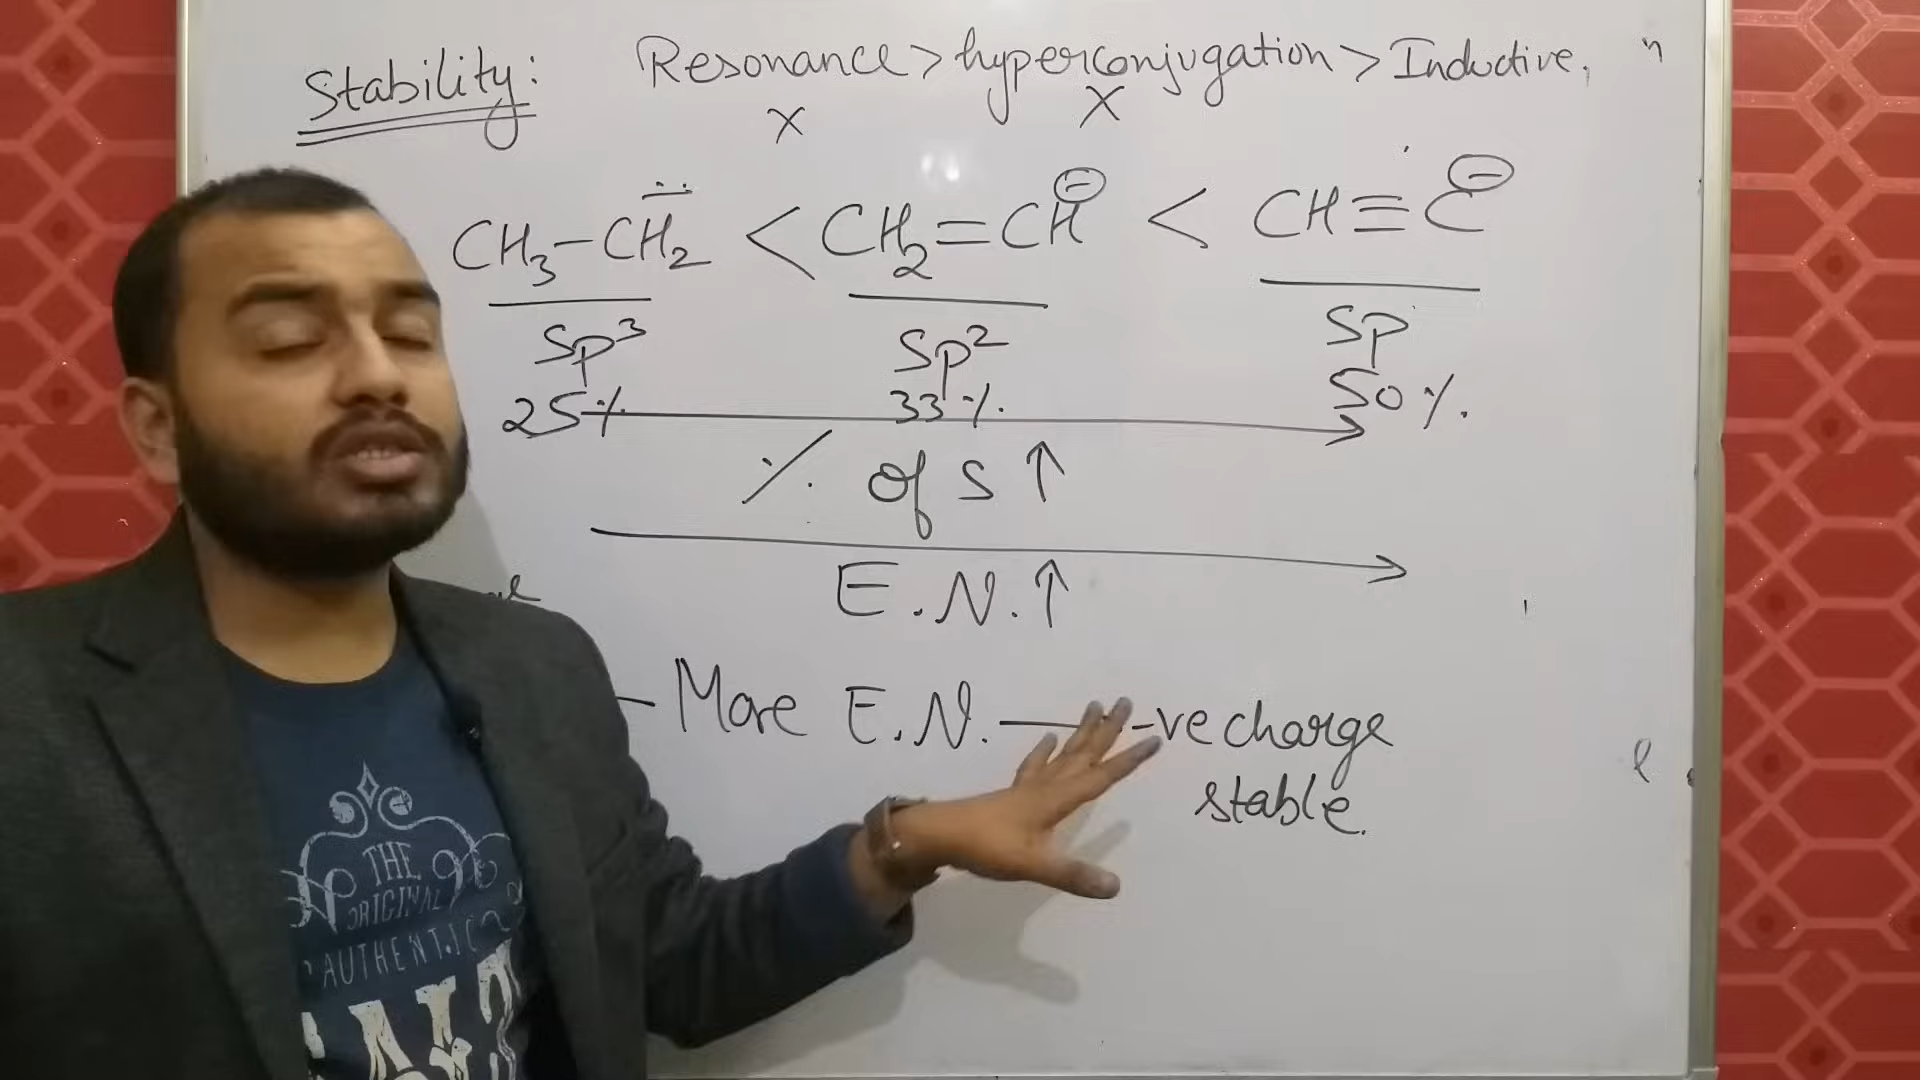 Stability: Resonance > hyperconjugation > Inductive.
X X
CH₃–C̈H₂ < CH₂=CH⊖ < CH≡C⊖
Sp³ Sp² Sp
25% 33% 50%.
% of S ↑
E.N. ↑
– More E.N. — -ve charge
stable.
THE
ORIGINAL
AUTHENTIC